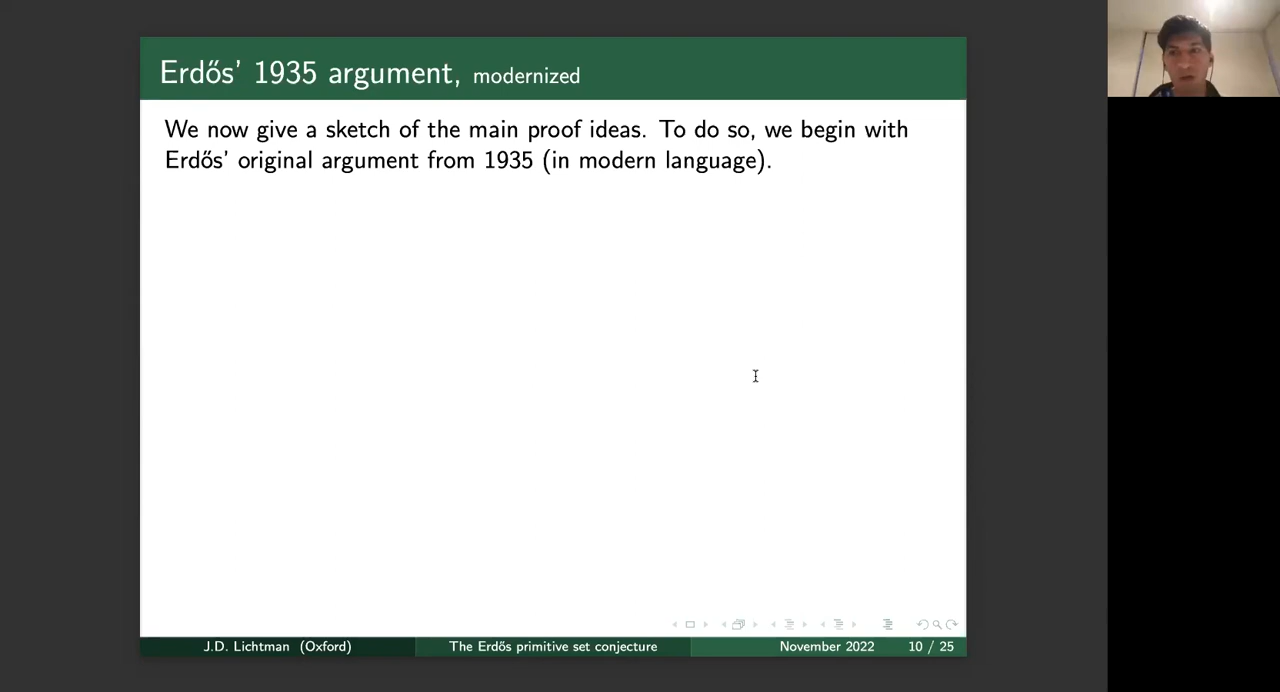 Erdős' 1935 argument, modernized
We now give a sketch of the main proof ideas. To do so, we begin with
Erdős' original argument from 1935 (in modern language).
J.D. Lichtman (Oxford) The Erdős primitive set conjecture November 2022 10 / 25